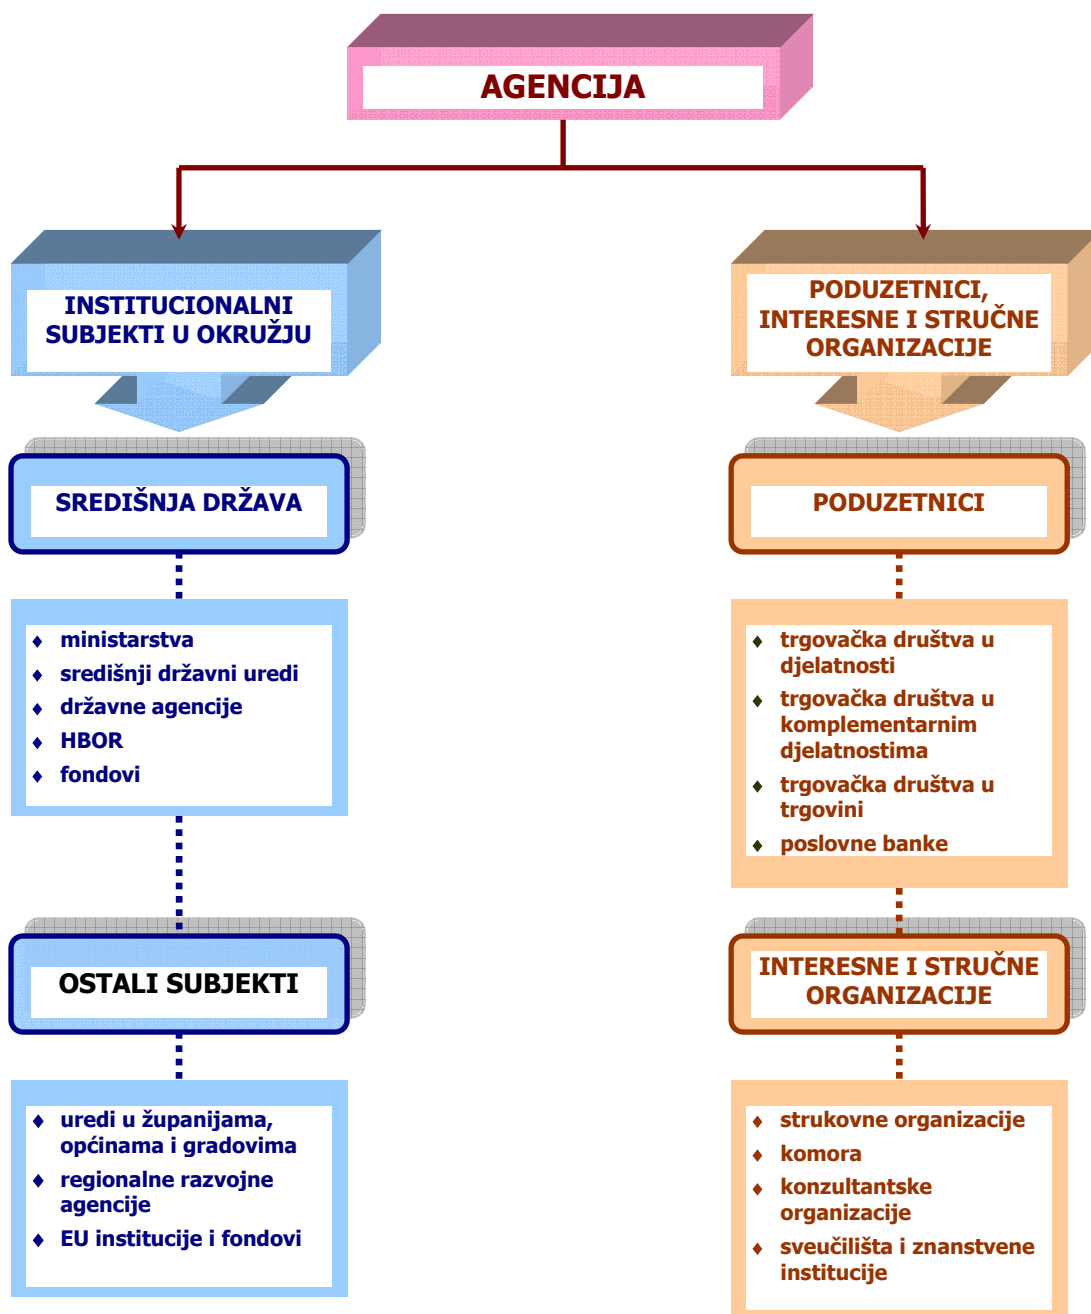 AGENCIJA
INSTITUCIONALNI
SUBJEKTI U OKRUŽJU
SREDIŠNJA DRŽAVA
♦ ministarstva
♦ središnji državni uredi
♦ državne agencije
♦ HBOR
♦ fondovi
OSTALI SUBJEKTI
♦ uredi u županijama,
općinama i gradovima
♦ regionalne razvojne
agencije
♦ EU institucije i fondovi
PODUZETNICI,
INTERESNE I STRUČNE
ORGANIZACIJE
PODUZETNICI
♦ trgovačka društva u
djelatnosti
♦ trgovačka društva u
komplementarnim
djelatnostima
♦ trgovačka društva u
trgovini
♦ poslovne banke
INTERESNE I STRUČNE
ORGANIZACIJE
♦ strukovne organizacije
♦ komora
♦ konzultantske
organizacije
♦ sveučilišta i znanstvene
institucije